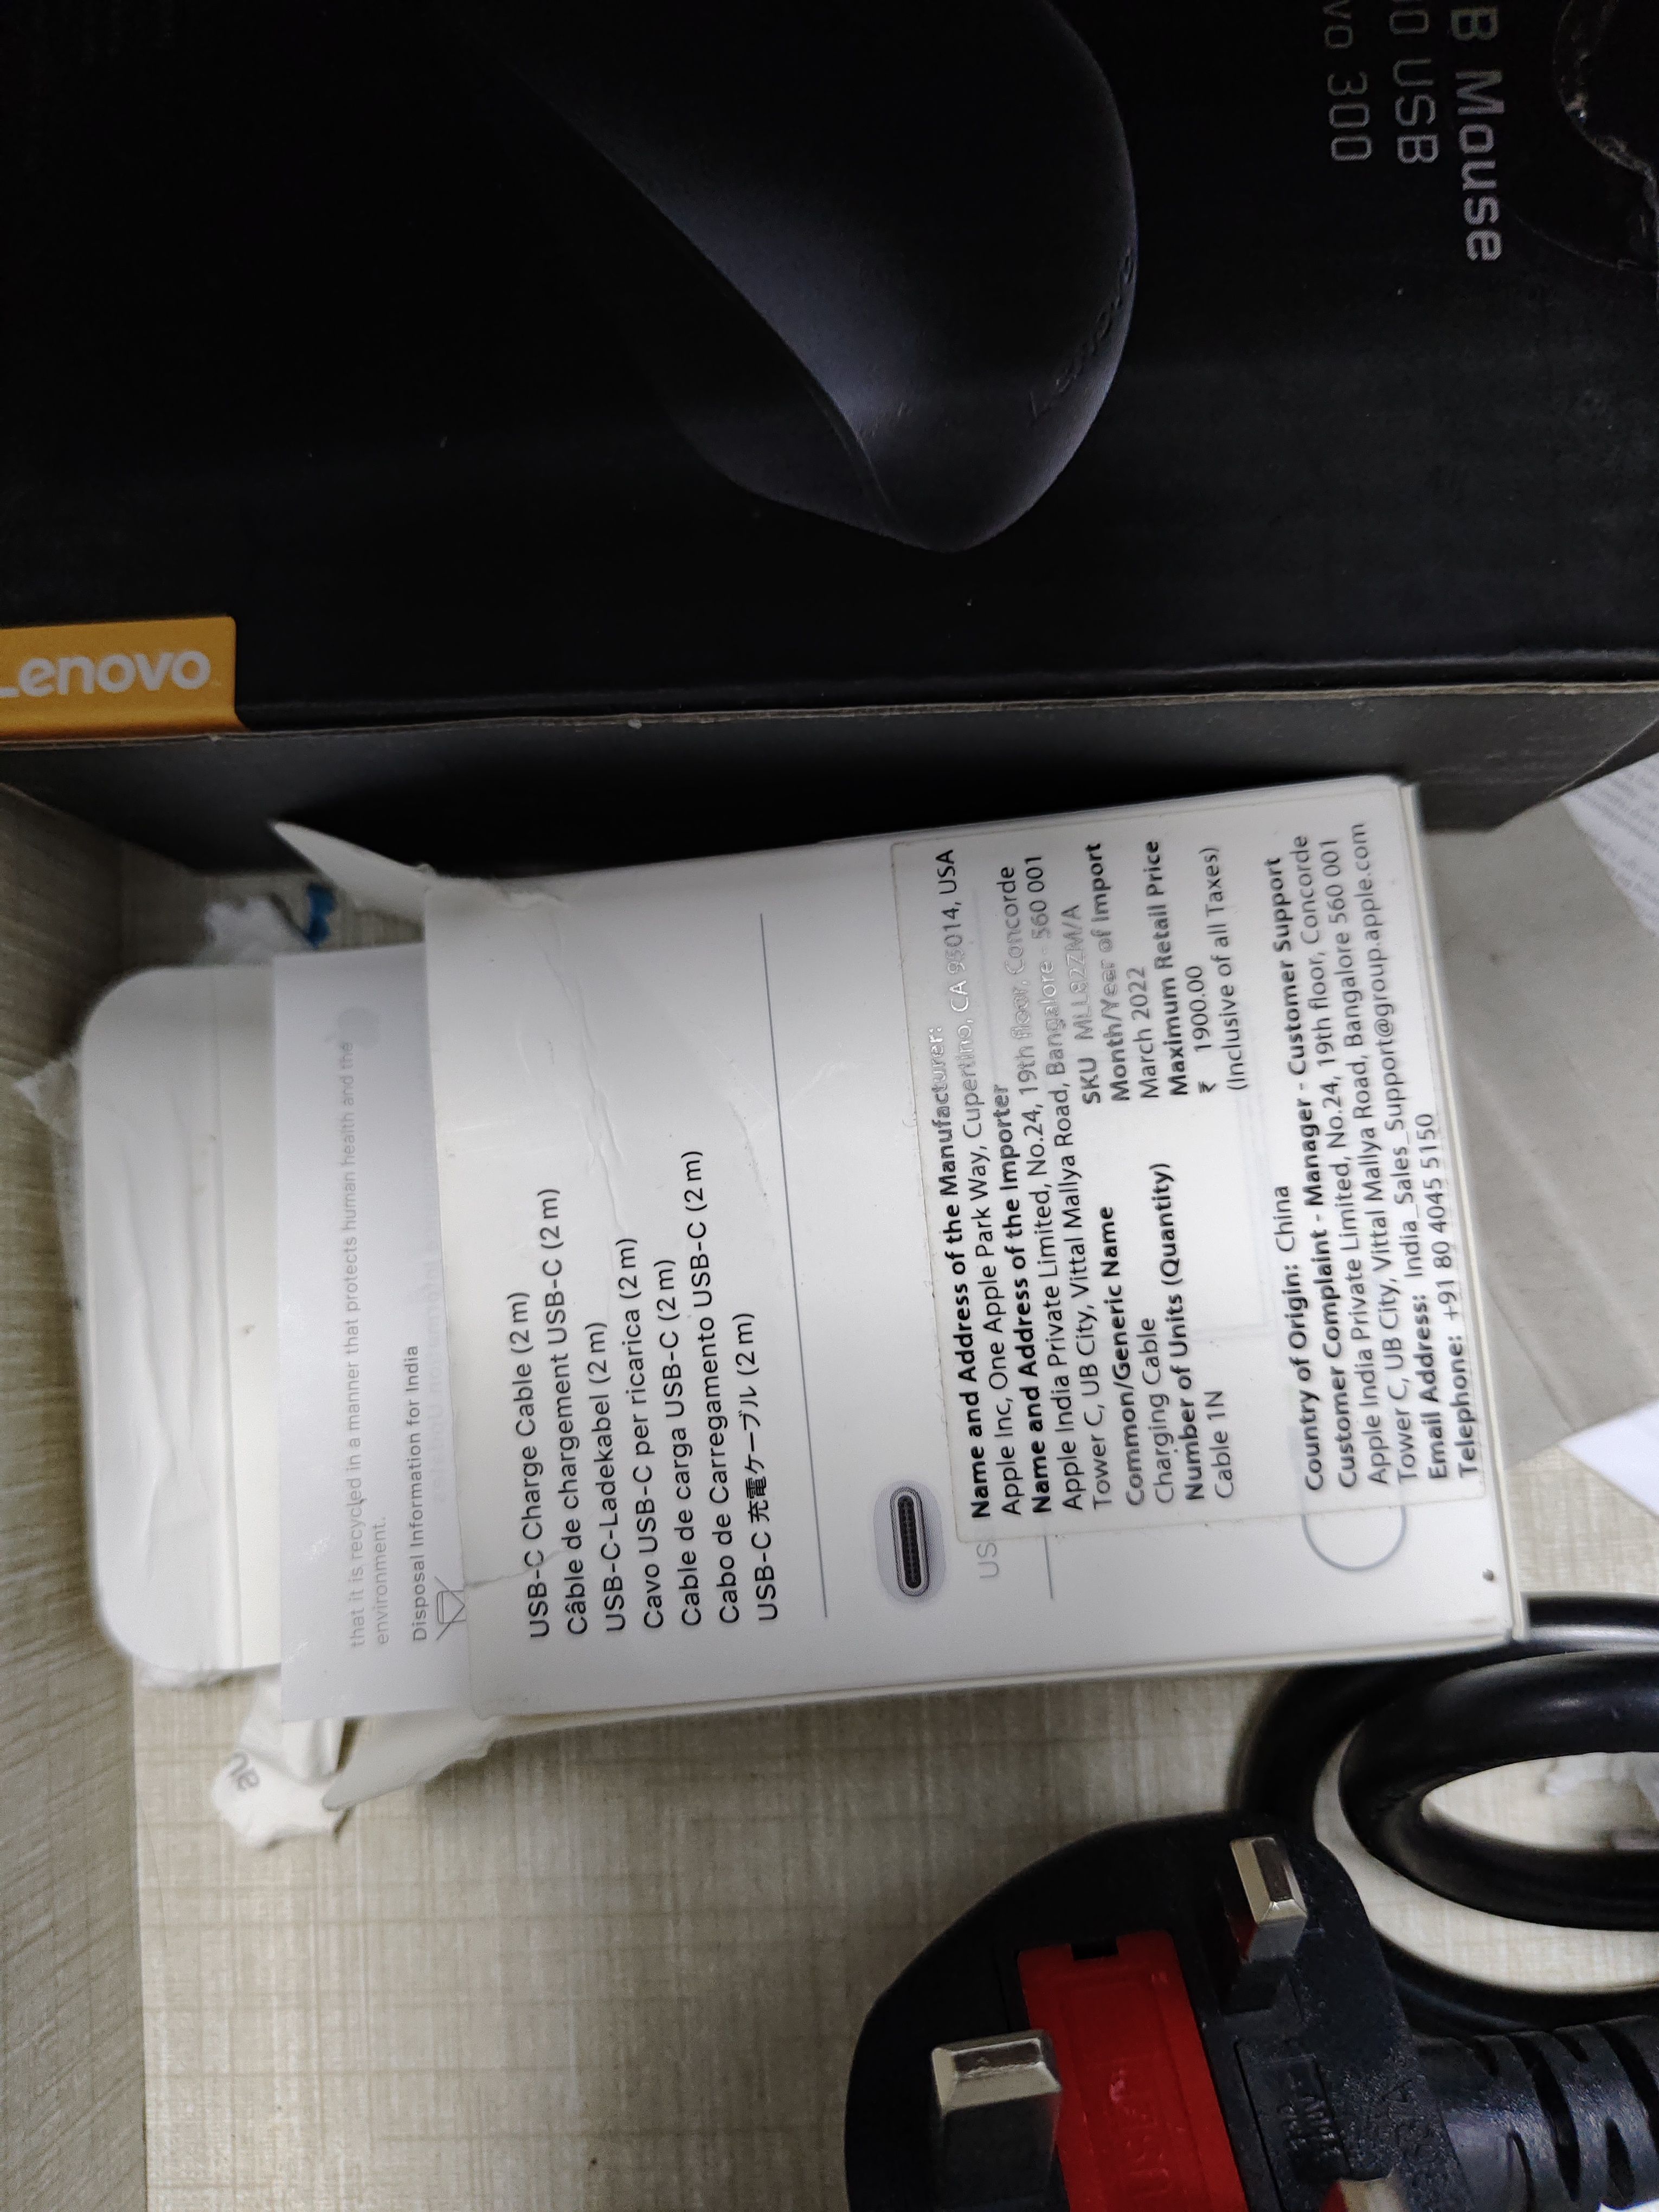 B Mouse
0 USB
vo 300
Lenovo
Lenovo
that it is recycled in a manner that protects human health and the
environment.
Disposal Information for India
USB-C Charge Cable (2 m)
Câble de chargement USB-C (2 m)
USB-C-Ladekabel (2 m)
Cavo USB-C per ricarica (2 m)
Cable de carga USB-C (2 m)
Cabo de Carregamento USB-C (2 m)
USB-C 充電ケーブル (2 m)
US
Name and Address of the Manufacturer:
Apple Inc, One Apple Park Way, Cupertino, CA 95014, USA
Name and Address of the Importer
Apple India Private Limited, No.24, 19th floor, Concorde
Tower C, UB City, Vittal Mallya Road, Bangalore - 560 001
Common/Generic Name
Charging Cable
Number of Units (Quantity)
Cable 1N
SKU MLL82ZM/A
Month/Year of Import
March 2022
Maximum Retail Price
₹ 1900.00
(Inclusive of all Taxes)
Country of Origin: China
Customer Complaint - Manager - Customer Support
Apple India Private Limited, No.24, 19th floor, Concorde
Tower C, UB City, Vittal Mallya Road, Bangalore 560 001
Email Address: India_Sales_Support@group.apple.com
Telephone: +91 80 4045 5150